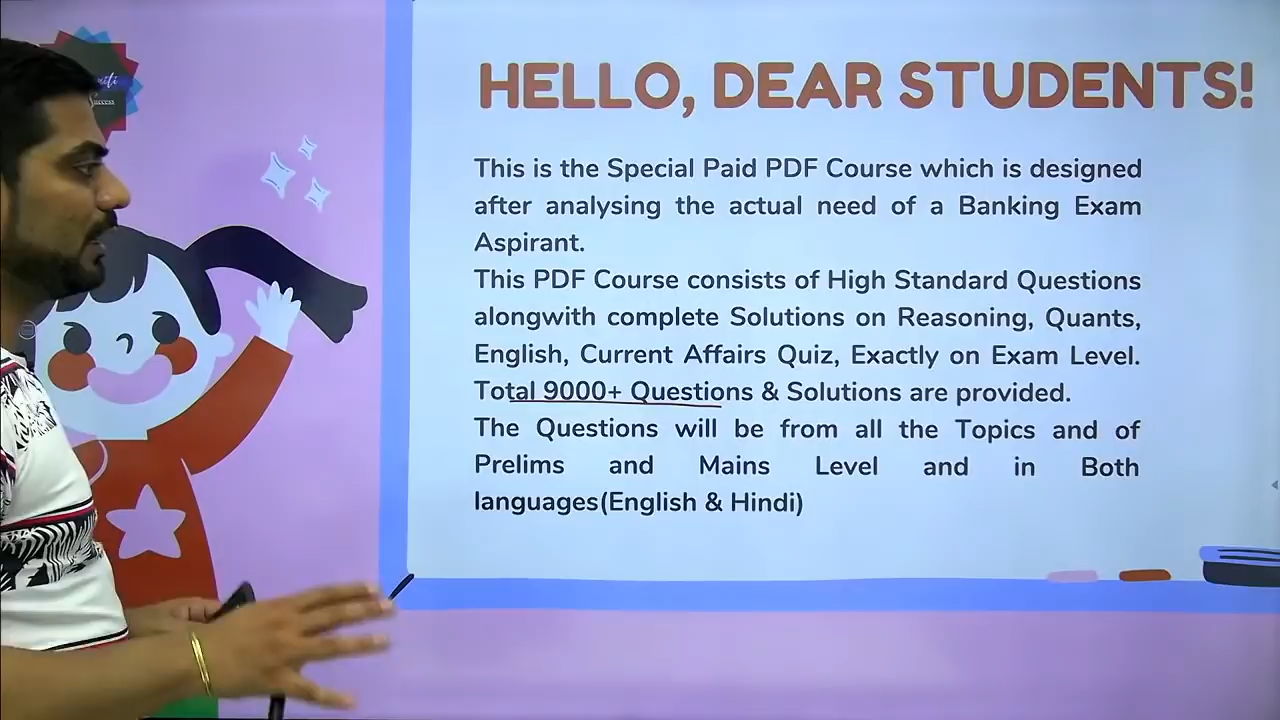 Success
HELLO, DEAR STUDENTS!
This is the Special Paid PDF Course which is designed
after analysing the actual need of a Banking Exam
Aspirant.
This PDF Course consists of High Standard Questions
alongwith complete Solutions on Reasoning, Quants,
English, Current Affairs Quiz, Exactly on Exam Level.
Total 9000+ Questions & Solutions are provided.
The Questions will be from all the Topics and of
Prelims and Mains Level and in Both
languages(English & Hindi)